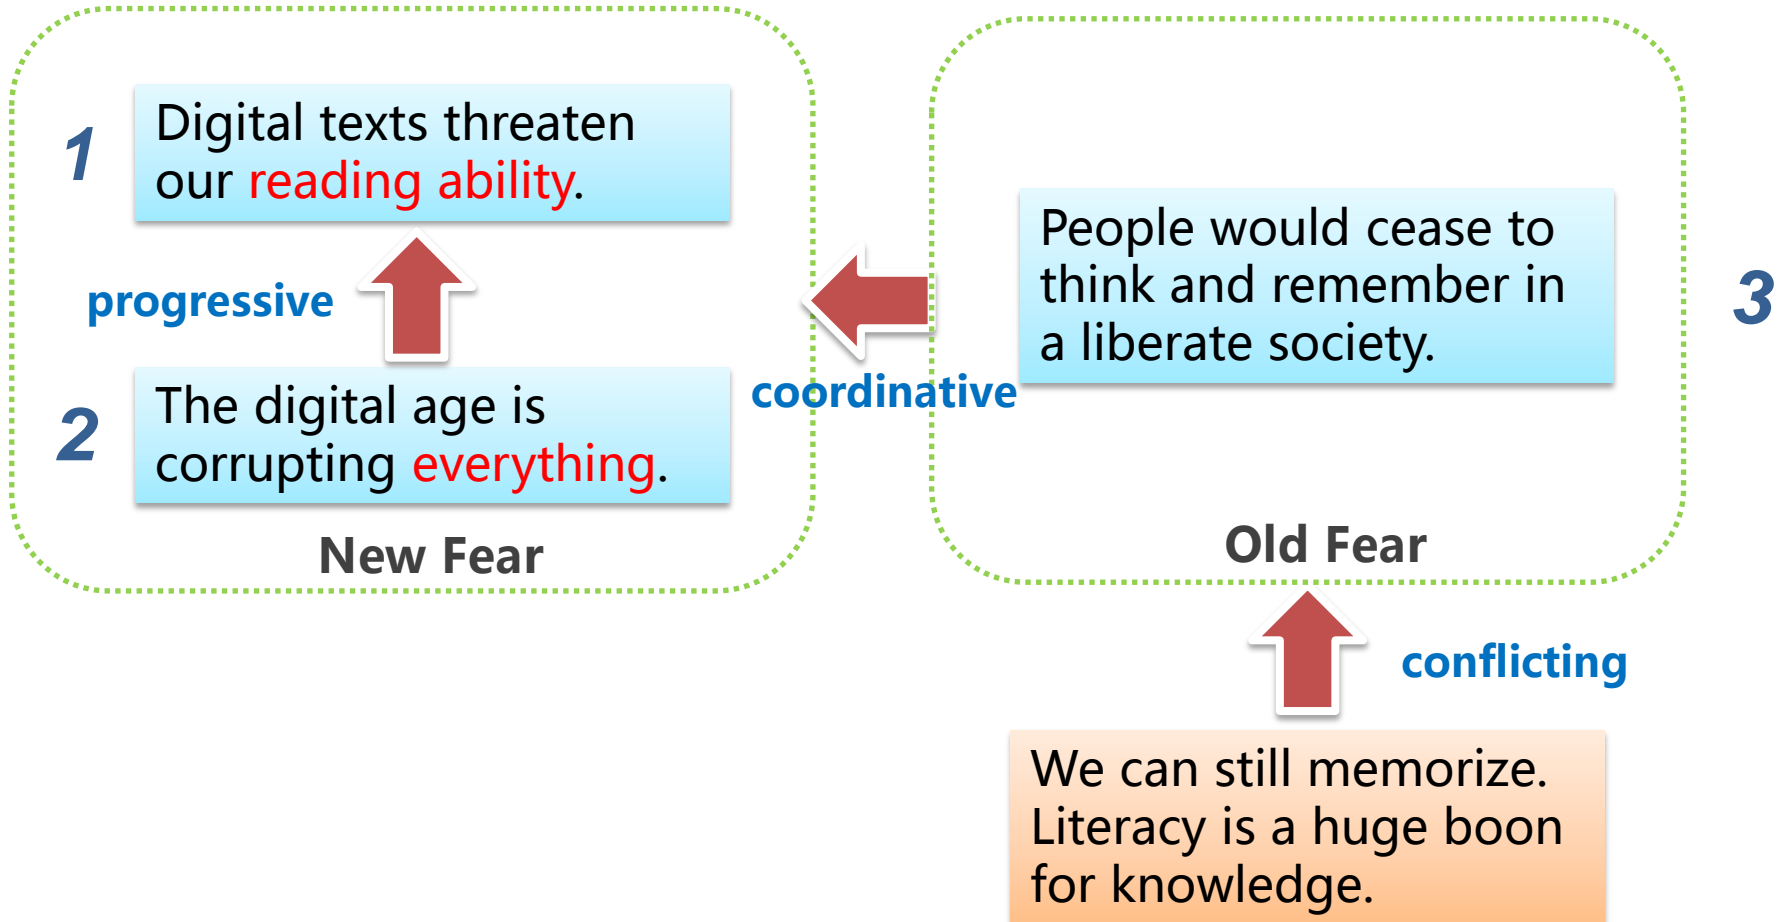 1
Digital texts threaten
our reading ability.
progressive
2
The digital age is
corrupting everything.
New Fear
coordinative
People would cease to
think and remember in
a liberate society.
3
Old Fear
conflicting
We can still memorize.
Literacy is a huge boon
for knowledge.